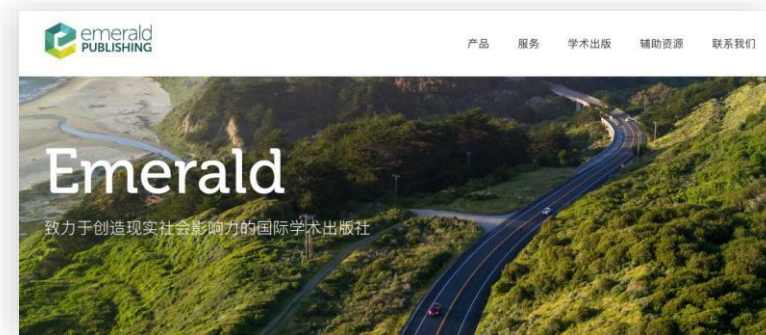 emerald
PUBLISHING
产品 服务 学术出版 辅助资源 联系我们
Emerald
致力于创造现实社会影响力的国际学术出版社